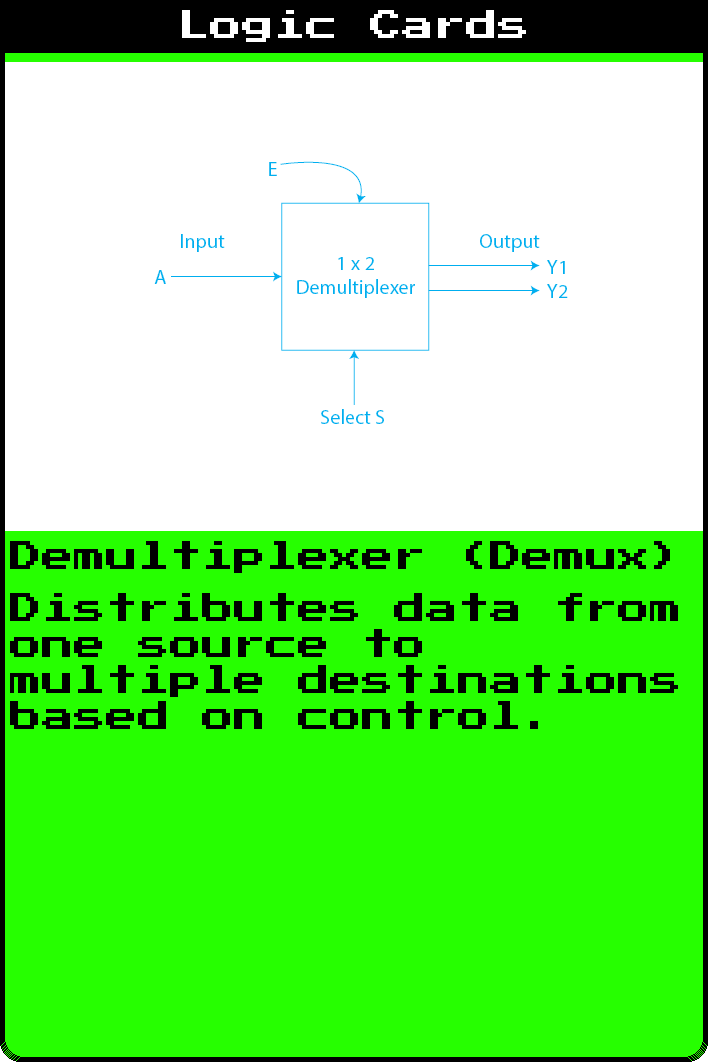 Logic Cards
E
Input
Output
A
1 x 2
Demultiplexer
Y1
Y2
Select S
Demultiplexer (Demux)
Distributes data from
one source to
multiple destinations
based on control.